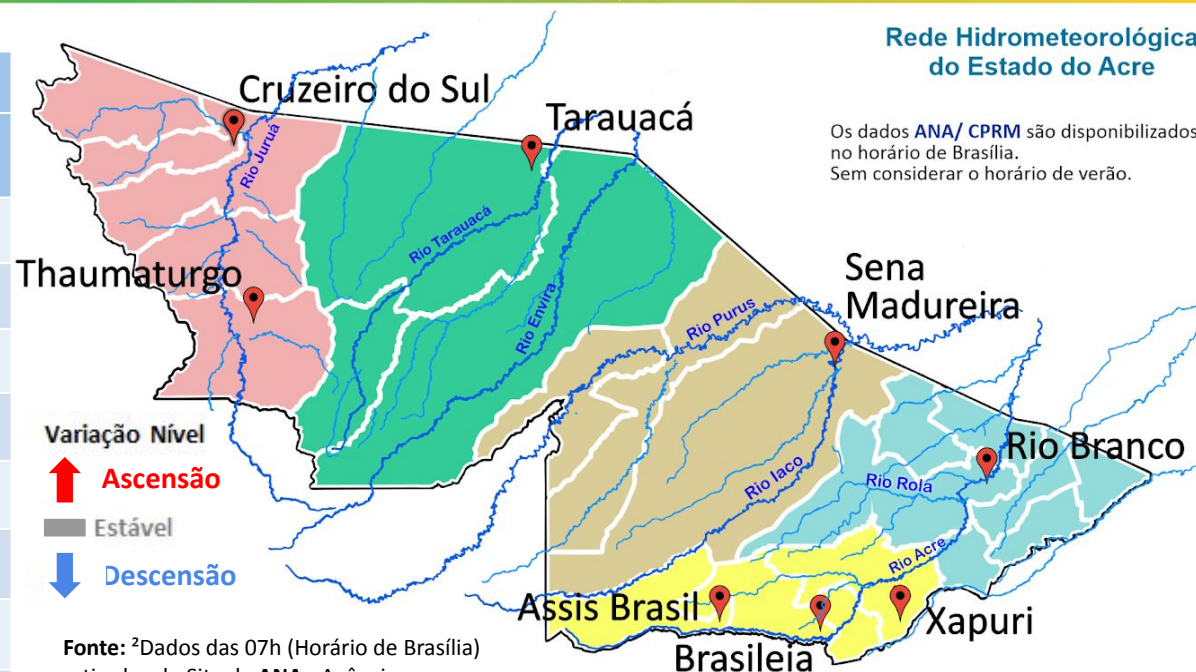 Rede Hidrometeorológica
do Estado do Acre
Os dados ANA/ CPRM são disponibilizados
no horário de Brasília.
Sem considerar o horário de verão.
Cruzeiro do Sul
Tarauacá
Rio Juruá
Rio Tarauacá
Thaumaturgo
Rio Envira
Sena
Madureira
Rio Purus
Variação Nível
Ascensão
Estável
Descensão
Rio Branco
Rio Iaco
Rio Rola
Rio Acre
Assis Brasil
Xapuri
Brasileia
Fonte: ²Dados das 07h (Horário de Brasília)